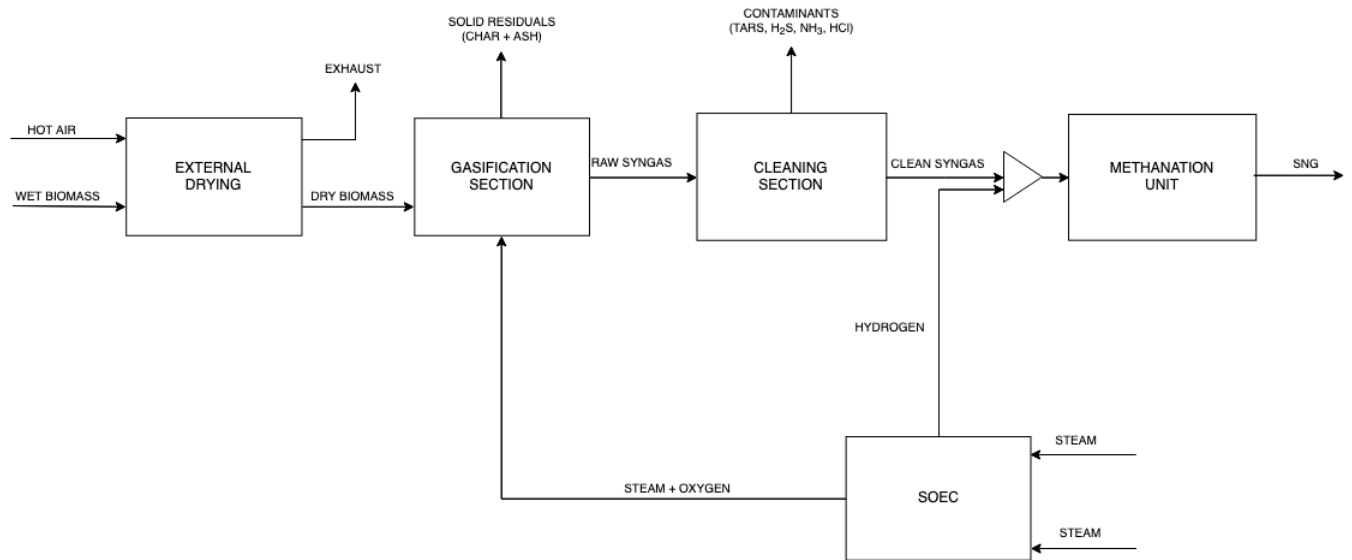 SOLID RESIDUALS
(CHAR + ASH)
CONTAMINANTS
(TARS, H₂S, NH₃, HCl)
EXHAUST
HOT AIR
WET BIOMASS
EXTERNAL
DRYING
DRY BIOMASS
GASIFICATION
SECTION
RAW SYNGAS
CLEANING
SECTION
CLEAN SYNGAS
METHANATION
UNIT
SNG
HYDROGEN
STEAM + OXYGEN
SOEC
STEAM
STEAM